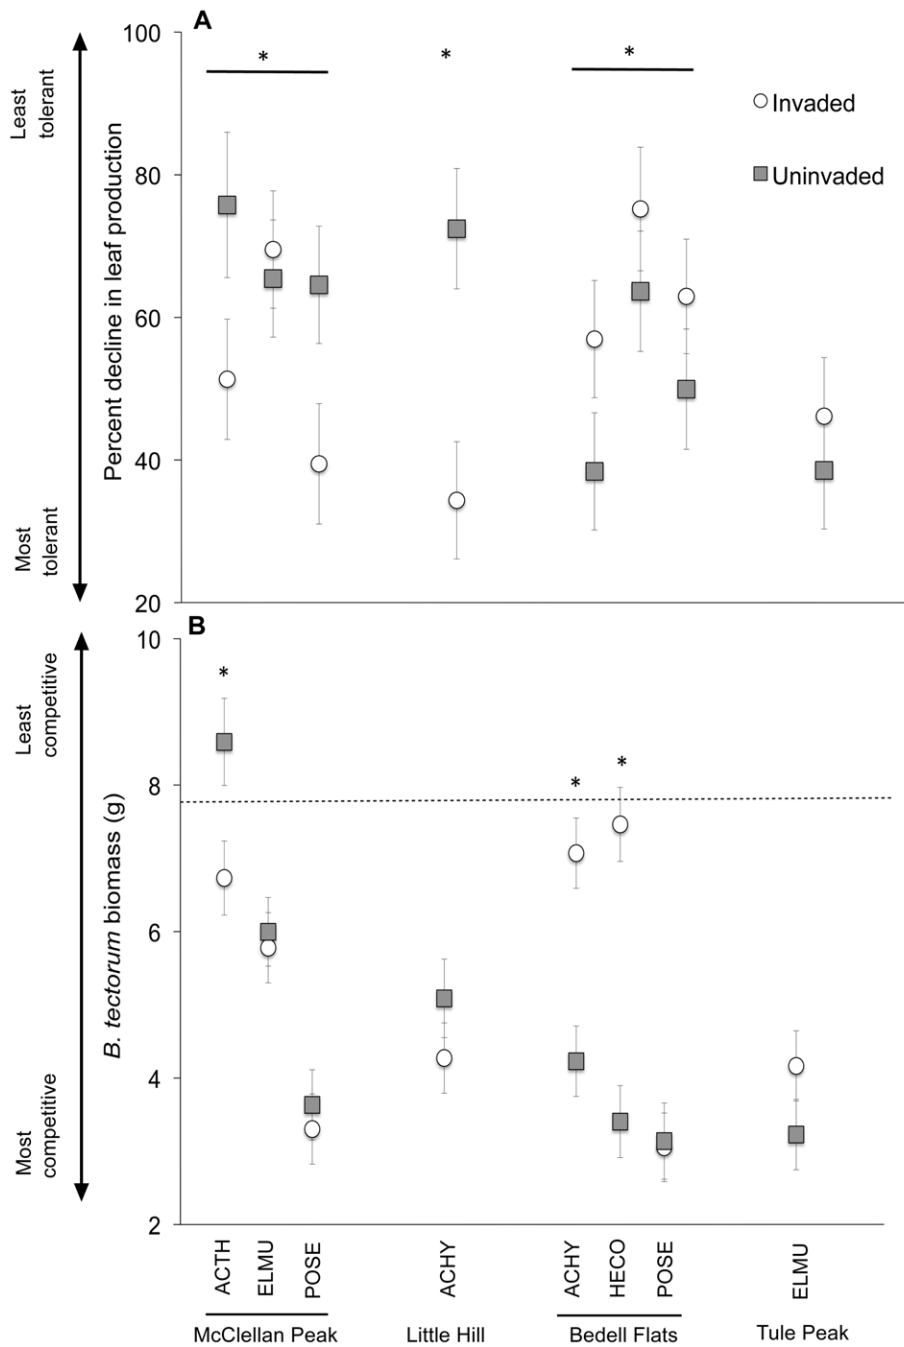 A
100
80
60
40
20
Least
tolerant
Most
tolerant
Percent decline in leaf production
*
*
*
Invaded
Uninvaded
B
10
8
6
4
2
Least
competitive
Most
competitive
B. tectorum biomass (g)
*
*
*
ACTH
ELMU
POSE
ACHY
ACHY
HECO
POSE
ELMU
McClellan Peak
Little Hill
Bedell Flats
Tule Peak